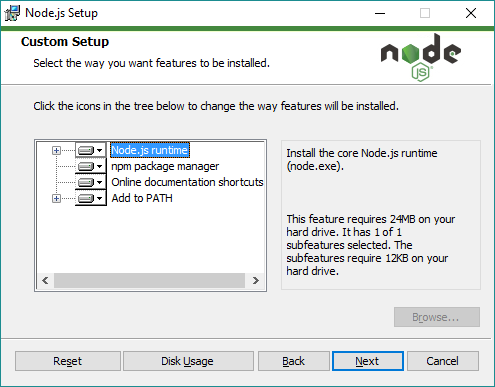 Node.js Setup
Custom Setup
Select the way you want features to be installed.
node
JS
Click the icons in the tree below to change the way features will be installed.
Node.js runtime
npm package manager
Online documentation shortcuts
Add to PATH
Install the core Node.js runtime
(node.exe).
This feature requires 24MB on your
hard drive. It has 1 of 1
subfeatures selected. The
subfeatures require 12KB on your
hard drive.
Browse...
Reset
Disk Usage
Back
Next
Cancel